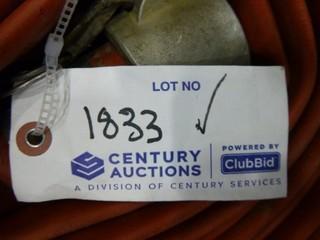 LOT NO
1833 ✓
CENTURY AUCTIONS
POWERED BY
ClubBid
A DIVISION OF CENTURY SERVICES